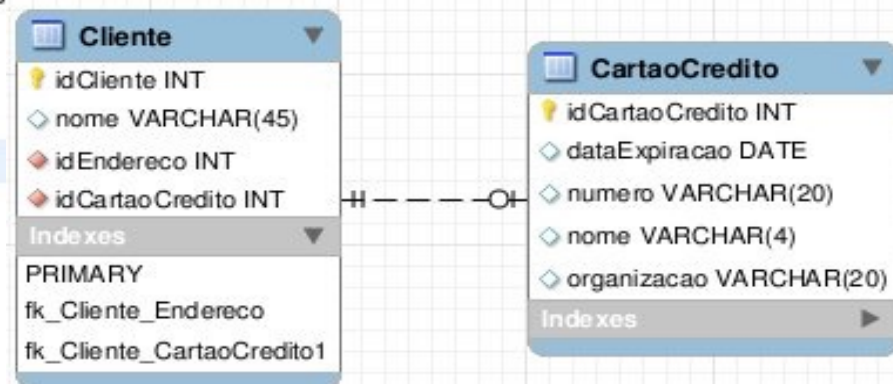 Cliente
idCliente INT
nome VARCHAR(45)
idEndereco INT
idCartaoCredito INT
Indexes
PRIMARY
fk_Cliente_Endereco
fk_Cliente_CartaoCredito1
CartaoCredito
idCartaoCredito INT
dataExpiracao DATE
numero VARCHAR(20)
nome VARCHAR(4)
organizacao VARCHAR(20)
Indexes